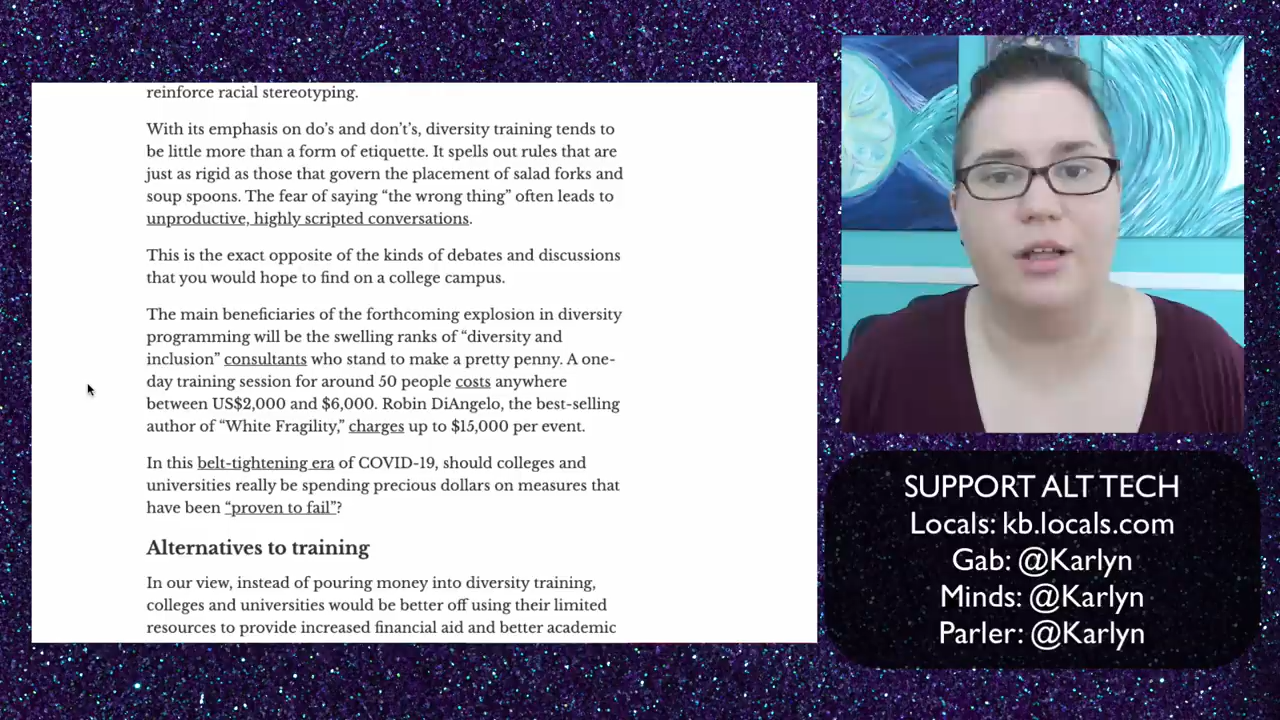 reinforce racial stereotyping.
With its emphasis on do’s and don’t’s, diversity training tends to
be little more than a form of etiquette. It spells out rules that are
just as rigid as those that govern the placement of salad forks and
soup spoons. The fear of saying “the wrong thing” often leads to
unproductive, highly scripted conversations.
This is the exact opposite of the kinds of debates and discussions
that you would hope to find on a college campus.
The main beneficiaries of the forthcoming explosion in diversity
programming will be the swelling ranks of “diversity and
inclusion” consultants who stand to make a pretty penny. A one-
day training session for around 50 people costs anywhere
between US$2,000 and $6,000. Robin DiAngelo, the best-selling
author of “White Fragility,” charges up to $15,000 per event.
In this belt-tightening era of COVID-19, should colleges and
universities really be spending precious dollars on measures that
have been “proven to fail”?
Alternatives to training
In our view, instead of pouring money into diversity training,
colleges and universities would be better off using their limited
resources to provide increased financial aid and better academic
SUPPORT ALT TECH
Locals: kb.locals.com
Gab: @Karlyn
Minds: @Karlyn
Parler: @Karlyn